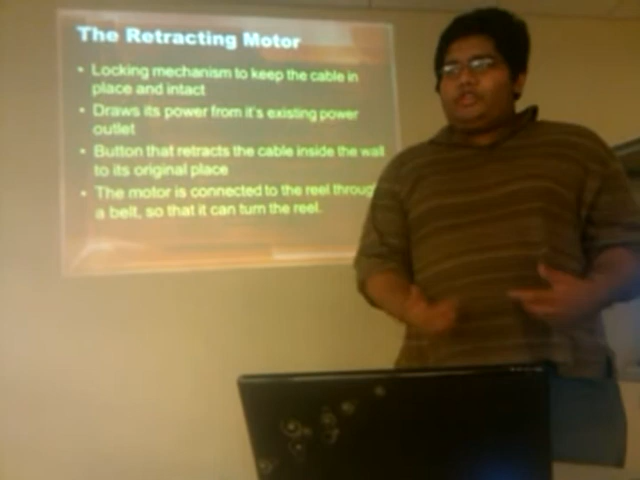 The Retracting Motor
• Locking mechanism to keep the cable in
place and intact
• Draws its power from it's existing power
outlet
• Button that retracts the cable inside the wall
to its original place
• The motor is connected to the reel through
a belt, so that it can turn the reel.